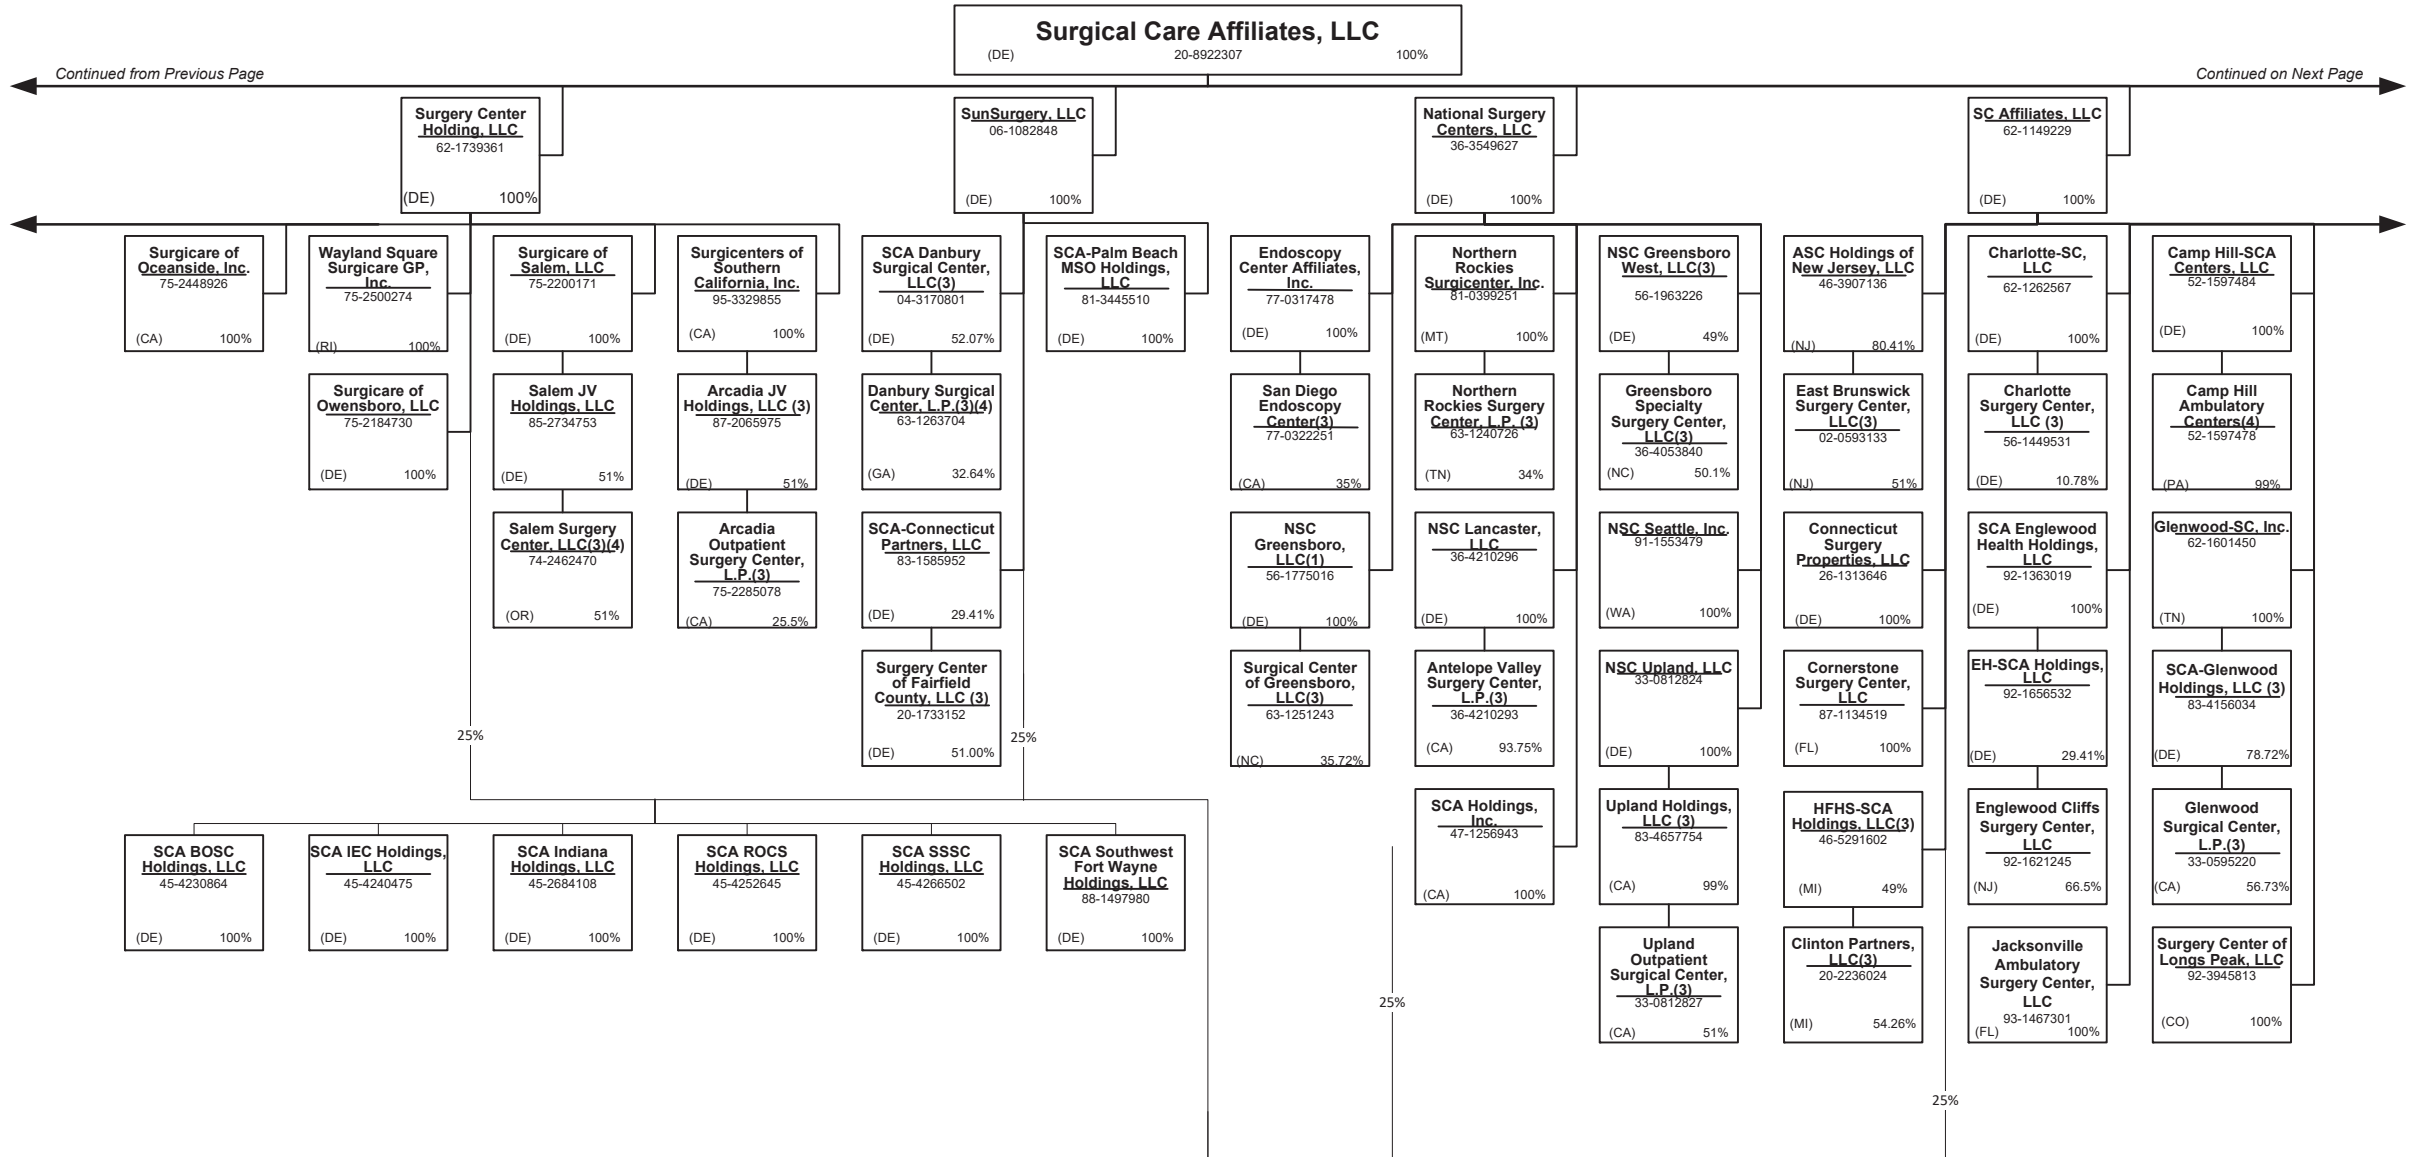 Surgical Care Affiliates, LLC
(DE) 20-8922307 100%
Continued from Previous Page
Continued on Next Page
Surgery Center
Holding, LLC
62-1739361
(DE) 100%
SunSurgery, LLC
06-1082848
(DE) 100%
National Surgery
Centers, LLC
36-3549627
(DE) 100%
SC Affiliates, LLC
62-1149229
(DE) 100%
Surgicare of
Oceanside, Inc.
75-2448926
(CA) 100%
Wayland Square
Surgicare GP,
Inc.
75-2500274
(RI) 100%
Surgicare of
Salem, LLC
75-2200171
(DE) 100%
Surgicenters of
Southern
California, Inc.
95-3329855
(CA) 100%
SCA Danbury
Surgical Center,
LLC(3)
04-3170801
(DE) 52.07%
SCA-Palm Beach
MSO Holdings,
LLC
81-3445510
(DE) 100%
Endoscopy
Center Affiliates,
Inc.
77-0317478
(DE) 100%
Northern
Rockies
Surgicenter, Inc.
81-0399251
(MT) 100%
NSC Greensboro
West, LLC(3)
56-1963226
(DE) 49%
ASC Holdings of
New Jersey, LLC
46-3907136
(NJ) 80.41%
Charlotte-SC,
LLC
62-1262567
(DE) 100%
Camp Hill-SCA
Centers, LLC
52-1597484
(DE) 100%
Surgicare of
Owensboro, LLC
75-2184730
(DE) 100%
Salem JV
Holdings, LLC
85-2734753
(DE) 51%
Arcadia JV
Holdings, LLC (3)
87-2065975
(DE) 51%
Danbury Surgical
Center, L.P.(3)(4)
63-1263704
(GA) 32.64%
San Diego
Endoscopy
Center(3)
77-0322251
(CA) 35%
Northern
Rockies Surgery
Center, L.P. (3)
63-1240726
(TN) 34%
Greensboro
Specialty
Surgery Center,
LLC(3)
36-4053840
(NC) 50.1%
East Brunswick
Surgery Center,
LLC(3)
02-0593133
(NJ) 51%
Charlotte
Surgery Center,
LLC (3)
56-1449531
(DE) 10.78%
Camp Hill
Ambulatory
Centers(4)
52-1597478
(PA) 99%
Salem Surgery
Center, LLC(3)(4)
74-2462470
(OR) 51%
Arcadia
Outpatient
Surgery Center,
L.P.(3)
75-2285078
(CA) 25.5%
SCA-Connecticut
Partners, LLC
83-1585952
(DE) 29.41%
NSC
Greensboro,
LLC(1)
56-1775016
(DE) 100%
NSC Lancaster,
LLC
36-4210296
(DE) 100%
NSC Seattle, Inc.
91-1553479
(WA) 100%
Connecticut
Surgery
Properties, LLC
26-1313646
(DE) 100%
SCA Englewood
Health Holdings,
LLC
92-1363019
(DE) 100%
Glenwood-SC, Inc.
62-1601450
(TN) 100%
Surgery Center
of Fairfield
County, LLC (3)
20-1733152
(DE) 51.00%
Surgical Center
of Greensboro,
LLC(3)
63-1251243
(NC) 35.72%
Antelope Valley
Surgery Center,
L.P.(3)
36-4210293
(CA) 93.75%
NSC Upland, LLC
33-0812824
(DE) 100%
Cornerstone
Surgery Center,
LLC
87-1134519
(FL) 100%
EH-SCA Holdings,
LLC
92-1656532
(DE) 29.41%
SCA-Glenwood
Holdings, LLC (3)
83-4156034
(DE) 78.72%
25%
25%
SCA Holdings,
Inc.
47-1256943
(CA) 100%
Upland Holdings,
LLC (3)
83-4657754
(CA) 99%
HFHS-SCA
Holdings, LLC(3)
46-5291602
(MI) 49%
Englewood Cliffs
Surgery Center,
LLC
92-1621245
(NJ) 66.5%
Glenwood
Surgical Center,
L.P.(3)
33-0595220
(CA) 56.73%
SCA BOSC
Holdings, LLC
45-4230864
(DE) 100%
SCA IEC Holdings,
LLC
45-4240475
(DE) 100%
SCA Indiana
Holdings, LLC
45-2684108
(DE) 100%
SCA ROCS
Holdings, LLC
45-4252645
(DE) 100%
SCA SSSC
Holdings, LLC
45-4266502
(DE) 100%
SCA Southwest
Fort Wayne
Holdings, LLC
88-1497980
(DE) 100%
Upland
Outpatient
Surgical Center,
L.P.(3)
33-0812827
(CA) 51%
Clinton Partners,
LLC(3)
20-2236024
(MI) 54.26%
Jacksonville
Ambulatory
Surgery Center,
LLC
93-1467301
(FL) 100%
Surgery Center of
Longs Peak, LLC
92-3945813
(CO) 100%
25%
25%